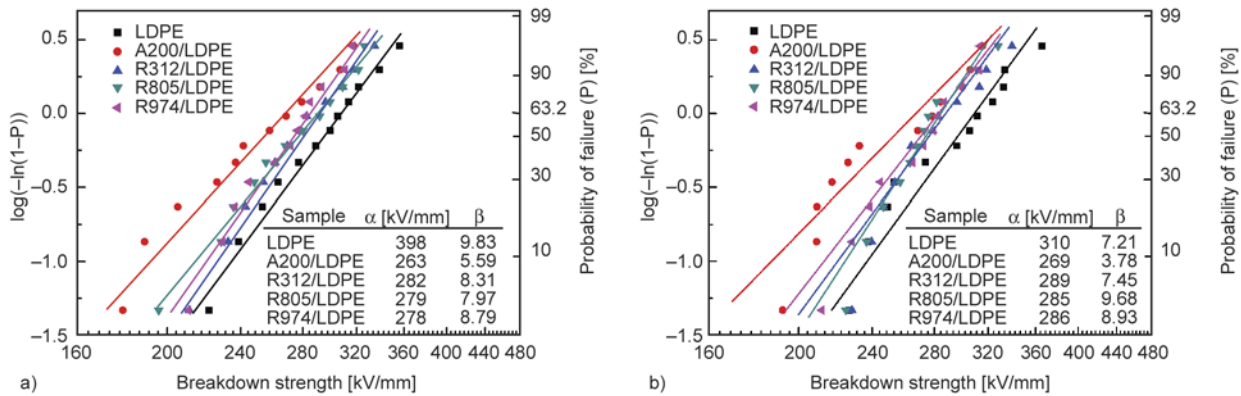 LDPE
A200/LDPE
R312/LDPE
R805/LDPE
R974/LDPE
0.5
0.0
–0.5
–1.0
–1.5
log(–ln(1–P))
99
90
63.2
50
30
10
Probability of failure (P) [%]
Sample α [kV/mm] β
LDPE 398 9.83
A200/LDPE 263 5.59
R312/LDPE 282 8.31
R805/LDPE 279 7.97
R974/LDPE 278 8.79
160 200 240 280 320 360 400 440 480
a) Breakdown strength [kV/mm]
LDPE
A200/LDPE
R312/LDPE
R805/LDPE
R974/LDPE
0.5
0.0
–0.5
–1.0
–1.5
log(–ln(1–P))
99
90
63.2
50
30
10
Probability of failure (P) [%]
Sample α [kV/mm] β
LDPE 310 7.21
A200/LDPE 269 3.78
R312/LDPE 289 7.45
R805/LDPE 285 9.68
R974/LDPE 286 8.93
160 200 240 280 320 360 400 440 480
b) Breakdown strength [kV/mm]